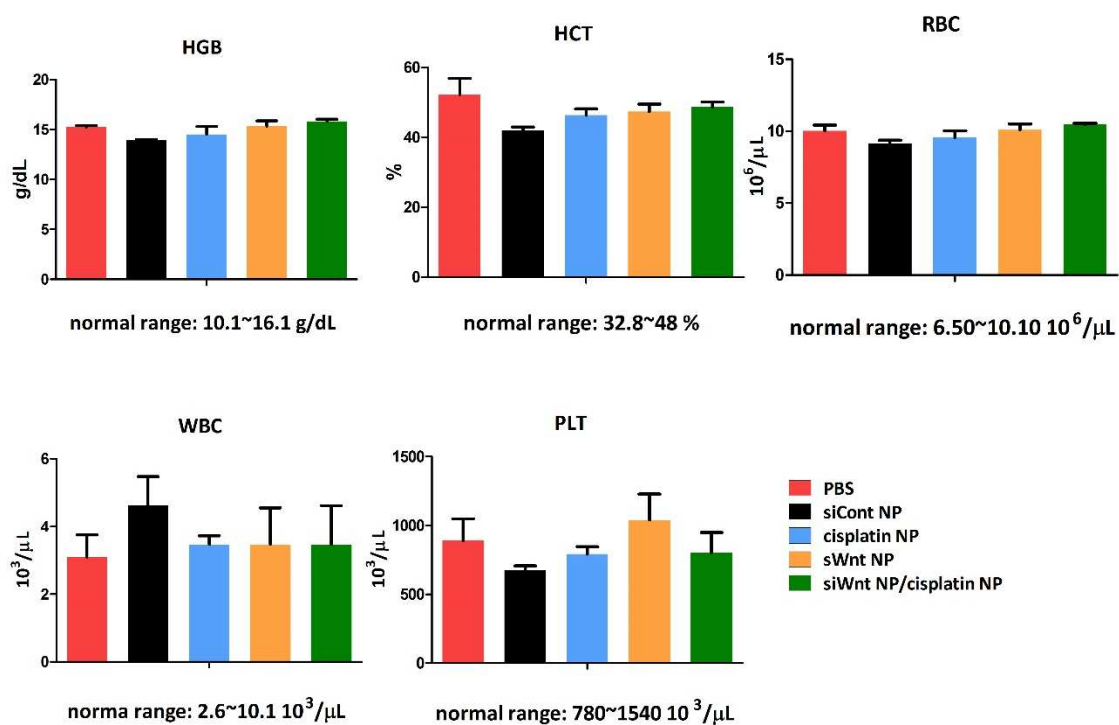 HGB
20
15
10
5
0
g/dL
normal range: 10.1~16.1 g/dL
HCT
60
40
20
0
%
normal range: 32.8~48 %
RBC
15
10
5
0
10⁶/µL
normal range: 6.50~10.10 10⁶/µL
WBC
6
4
2
0
10³/µL
norma range: 2.6~10.1 10³/µL
PLT
1500
1000
500
0
10³/µL
normal range: 780~1540 10³/µL
PBS
siCont NP
cisplatin NP
sWnt NP
siWnt NP/cisplatin NP